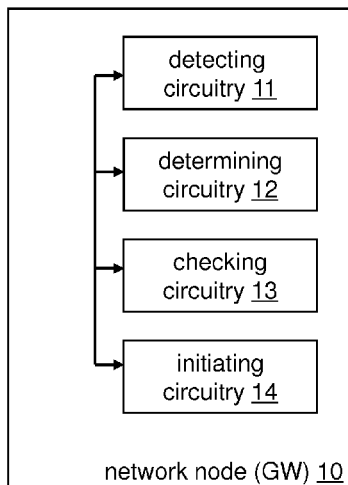 detecting
circuitry 11
determining
circuitry 12
checking
circuitry 13
initiating
circuitry 14
network node (GW) 10